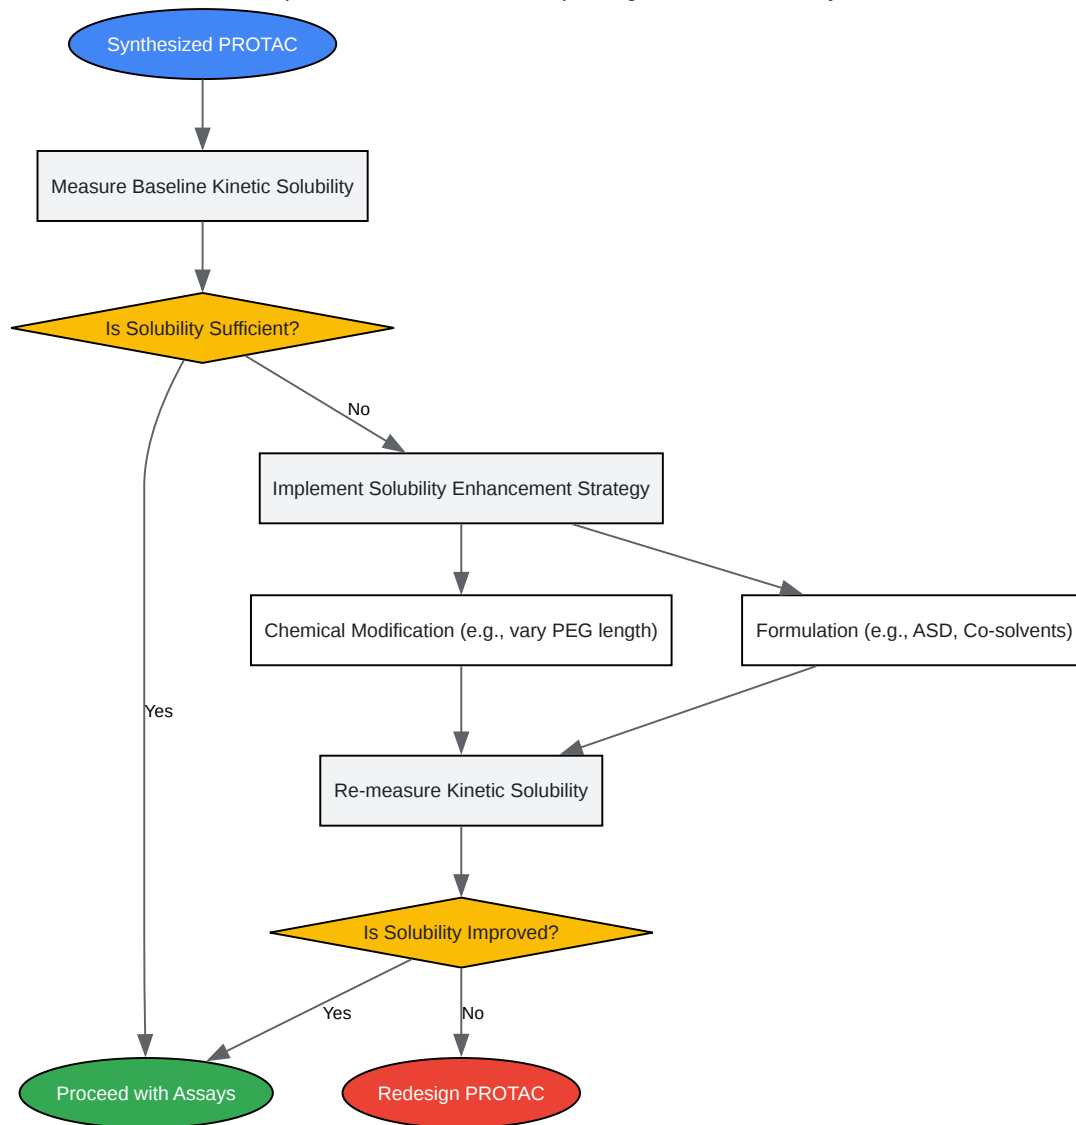 Synthesized PROTAC
Measure Baseline Kinetic Solubility
Is Solubility Sufficient?
No
Implement Solubility Enhancement Strategy
Chemical Modification (e.g., vary PEG length)
Formulation (e.g., ASD, Co-solvents)
Yes
Re-measure Kinetic Solubility
Is Solubility Improved?
Yes
No
Proceed with Assays
Redesign PROTAC